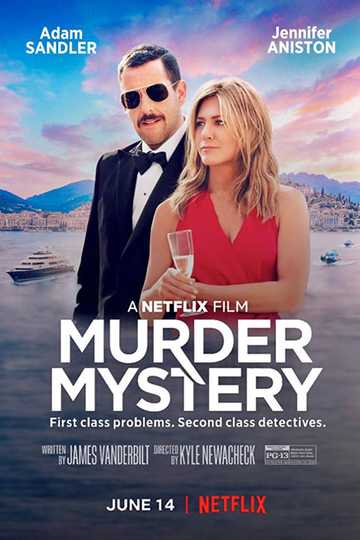 Adam SANDLER
Jennifer ANISTON
A NETFLIX FILM
MURDER
MYSTERY
First class problems. Second class detectives.
WRITTEN BY JAMES VANDERBILT DIRECTED BY KYLE NEWACHECK PG-13
JUNE 14 | NETFLIX